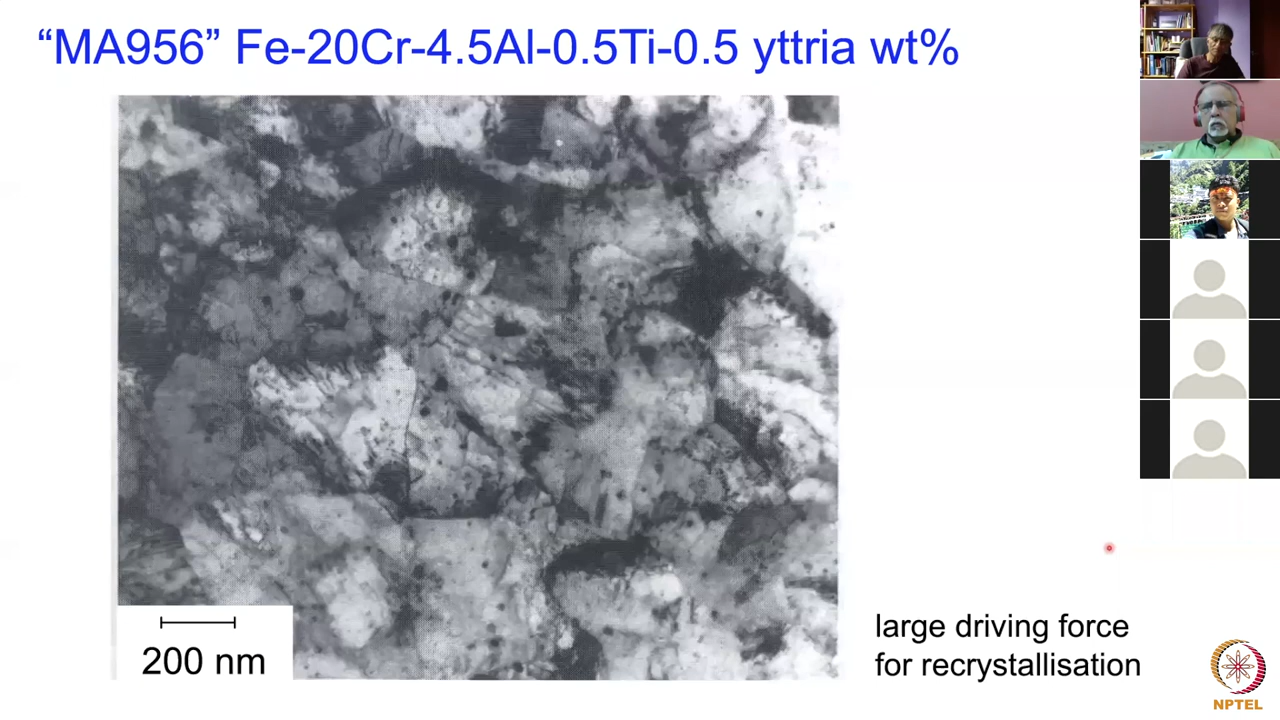 “MA956” Fe-20Cr-4.5Al-0.5Ti-0.5 yttria wt%
200 nm
large driving force
for recrystallisation
NPTEL